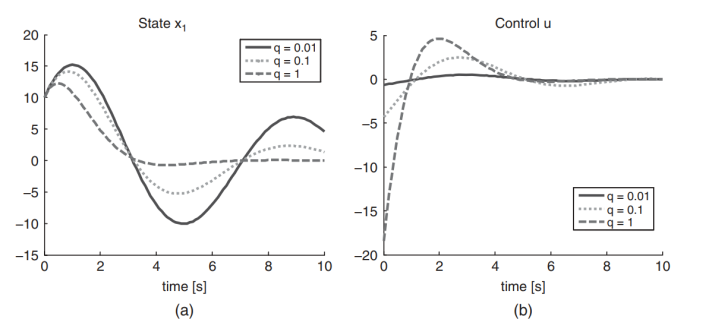 State x₁
20
15
10
5
0
−5
−10
−15
q = 0.01
q = 0.1
q = 1
0
2
4
6
8
10
time [s]
(a)
Control u
5
0
−5
−10
−15
−20
q = 0.01
q = 0.1
q = 1
0
2
4
6
8
10
time [s]
(b)